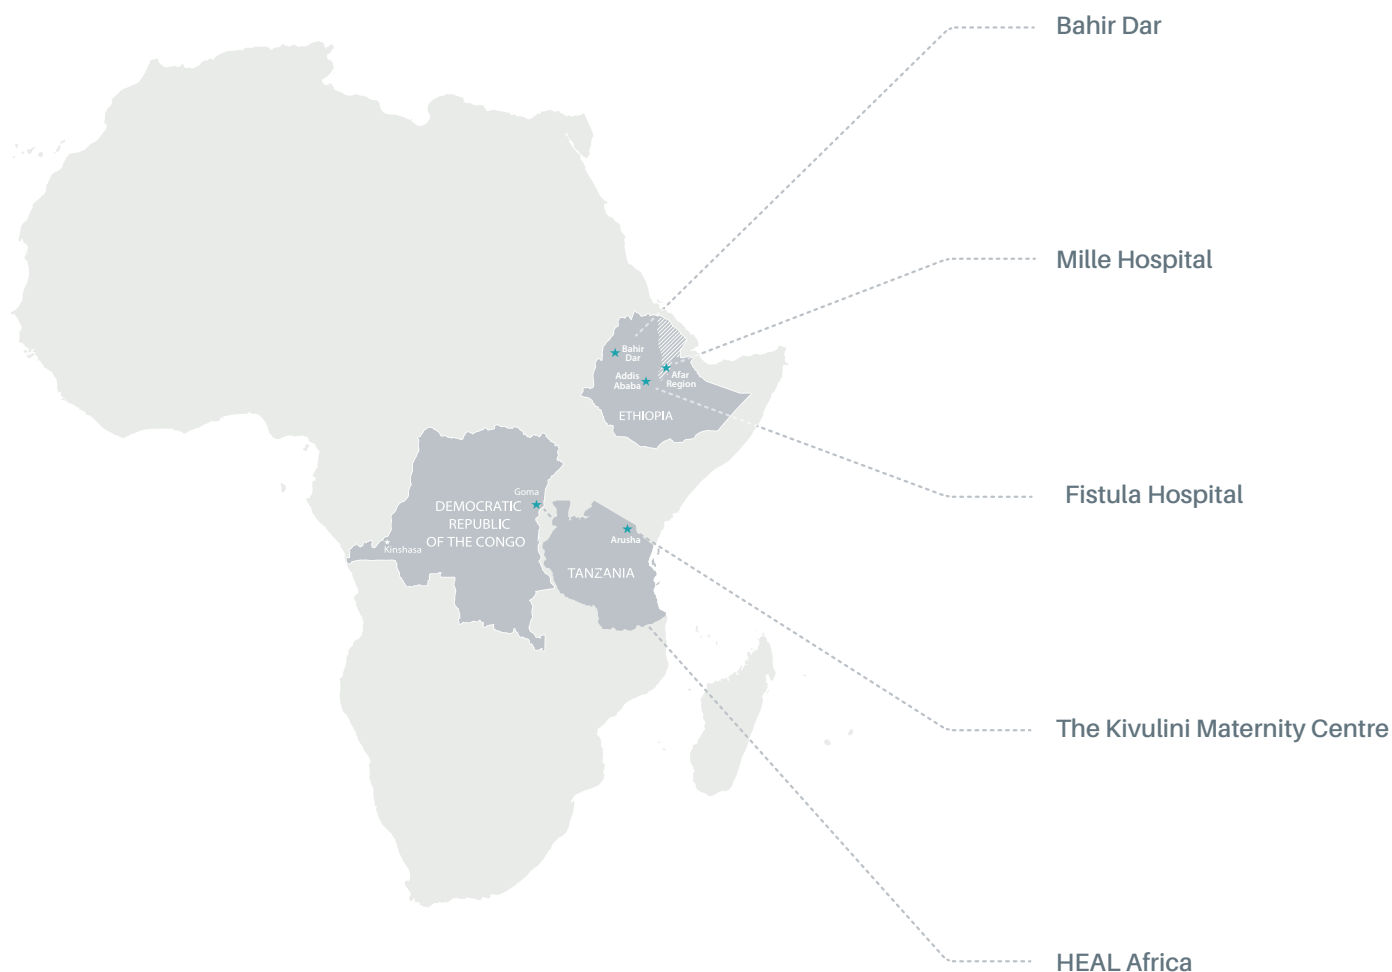 Bahir Dar
Mille Hospital
Bahir
Dar
Addis
Ababa
Afar
Region
ETHIOPIA
Fistula Hospital
Goma
DEMOCRATIC
REPUBLIC
OF THE CONGO
Kinshasa
Arusha
TANZANIA
The Kivulini Maternity Centre
HEAL Africa